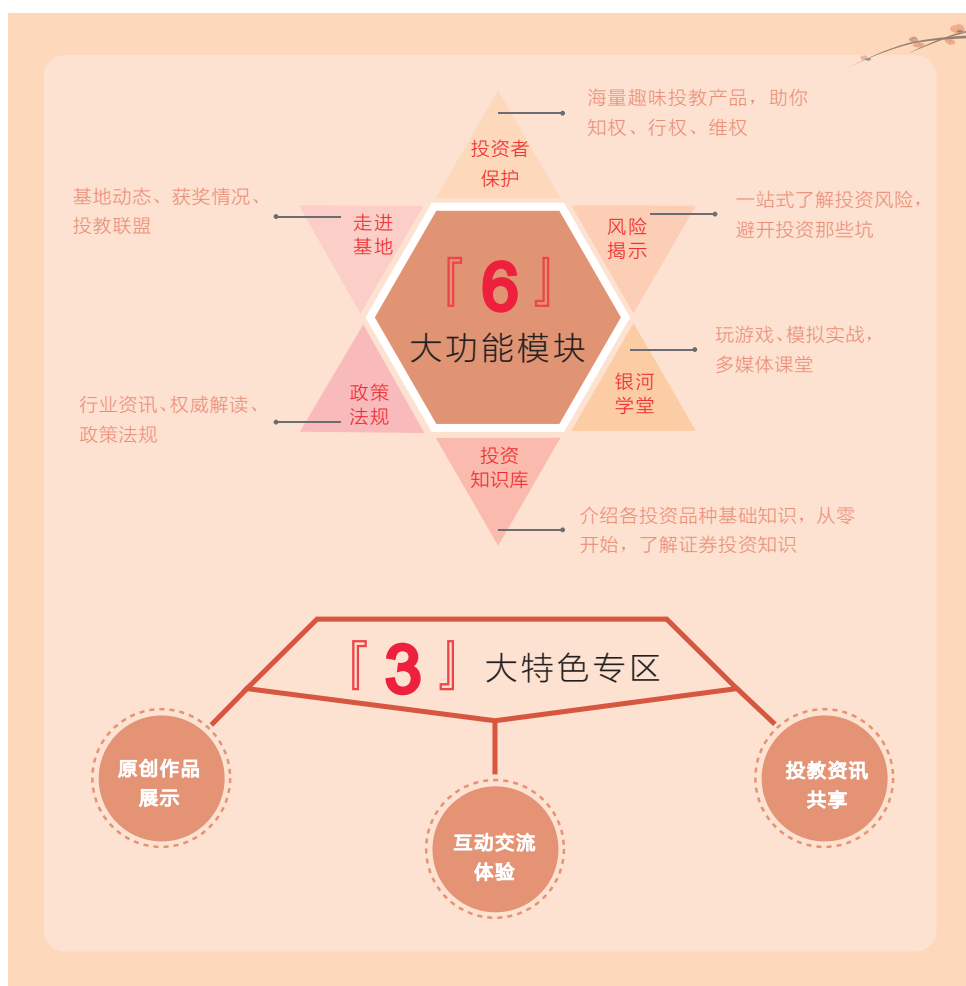 海量趣味投教产品，助你
知权、行权、维权
投资者
保护
基地动态、获奖情况、
投教联盟
走进
基地
风险
揭示
一站式了解投资风险，
避开投资那些坑
『6』
大功能模块
玩游戏、模拟实战，
多媒体课堂
银河
学堂
政策
法规
行业资讯、权威解读、
政策法规
投资
知识库
介绍各投资品种基础知识，从零
开始，了解证券投资知识
『3』大特色专区
原创作品
展示
互动交流
体验
投教资讯
共享